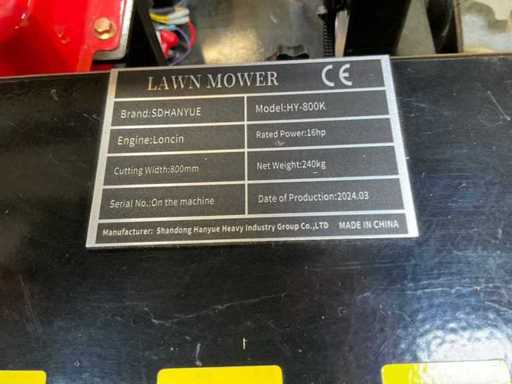 LAWN MOWER CE
Brand:SDHANYUE Model:HY-800K
Engine:Loncin Rated Power:16hp
Cutting Width:800mm Net Weight:240kg
Serial No.:On the machine Date of Production:2024.03
Manufacturer: Shandong Hanyue Heavy Industry Group Co.,LTD MADE IN CHINA